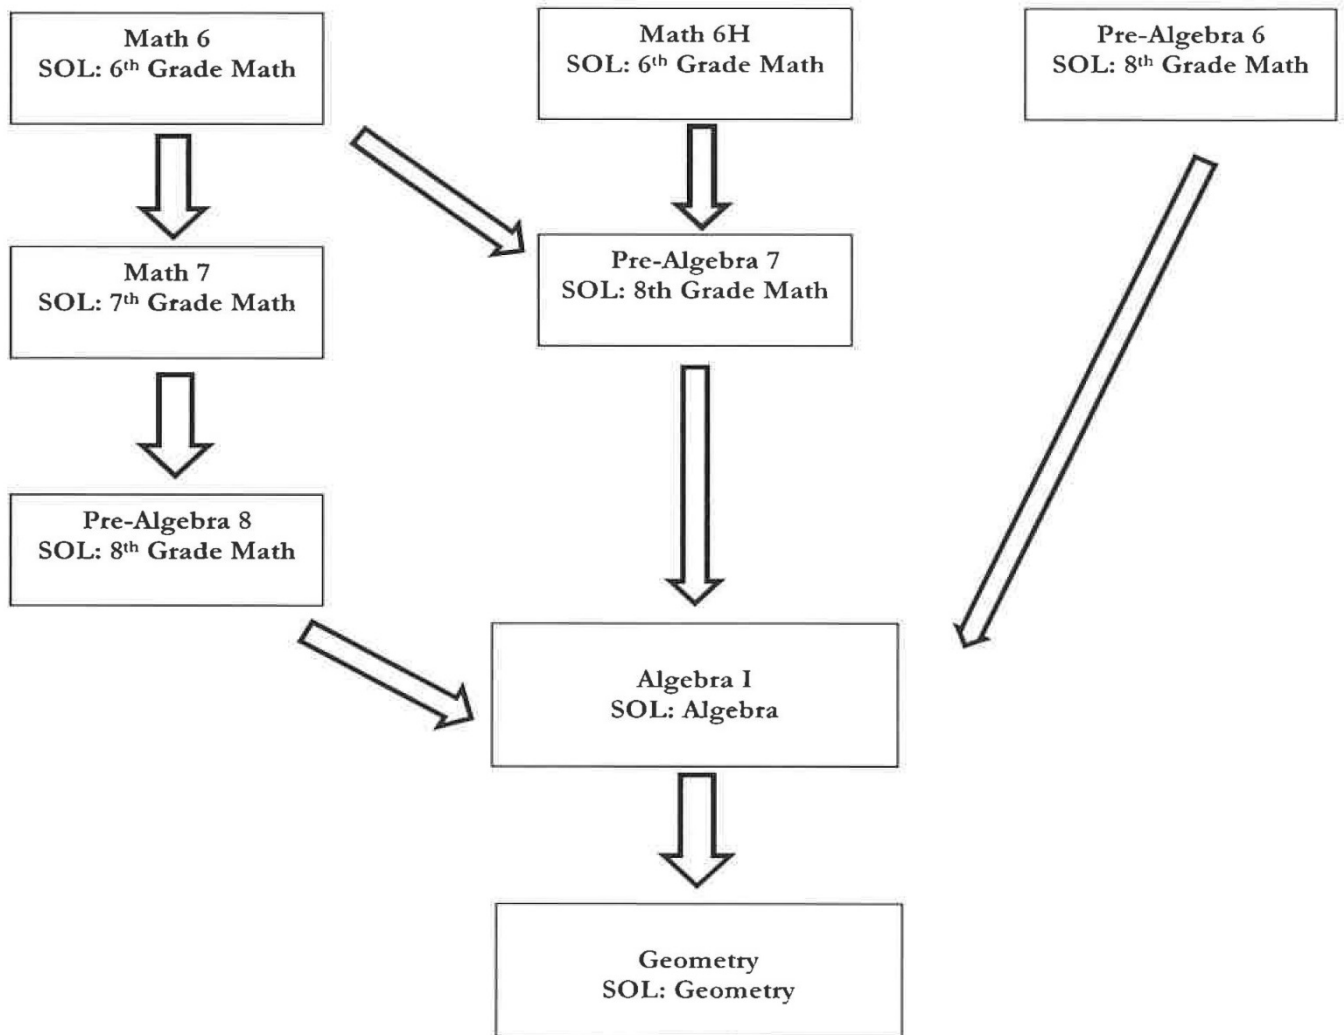 Math 6
SOL: 6th Grade Math
Math 6H
SOL: 6th Grade Math
Pre-Algebra 6
SOL: 8th Grade Math
Math 7
SOL: 7th Grade Math
Pre-Algebra 7
SOL: 8th Grade Math
Pre-Algebra 8
SOL: 8th Grade Math
Algebra I
SOL: Algebra
Geometry
SOL: Geometry